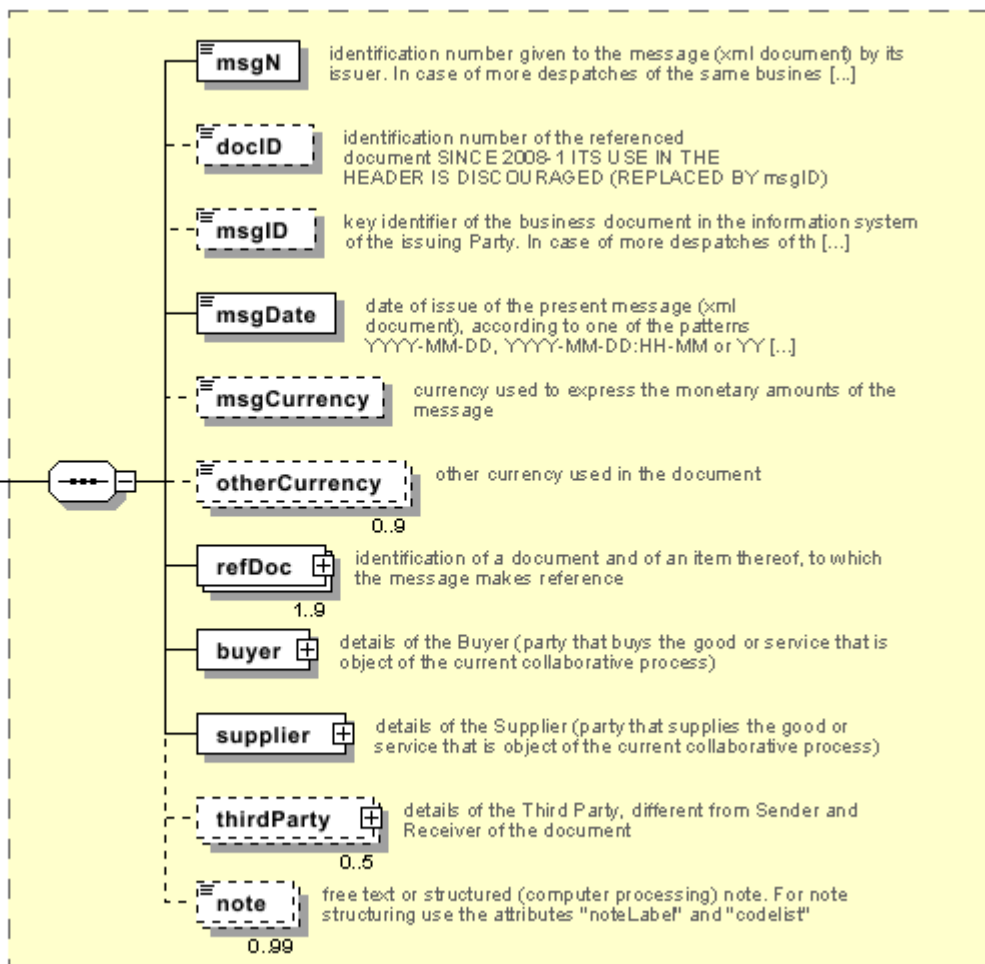 msgN
identification number given to the message (xml document) by its
issuer. In case of more despatches of the same busines [...]
docID
identification number of the referenced
document SINCE 2008-1 ITS USE IN THE
HEADER IS DISCOURAGED (REPLACED BY msgID)
msgID
key identifier of the business document in the information system
of the issuing Party. In case of more despatches of th [...]
msgDate
date of issue of the present message (xml
document), according to one of the patterns
YYYY-MM-DD, YYYY-MM-DD:HH-MM or YY [...]
msgCurrency
currency used to express the monetary amounts of the
message
otherCurrency
other currency used in the document
0..9
refDoc
identification of a document and of an item thereof, to which
the message makes reference
1..9
buyer
details of the Buyer (party that buys the good or service that is
object of the current collaborative process)
supplier
details of the Supplier (party that supplies the good or
service that is object of the current collaborative process)
thirdParty
details of the Third Party, different from Sender and
Receiver of the document
0..5
note
free text or structured (computer processing) note. For note
structuring use the attributes "noteLabel" and "codelist"
0..99